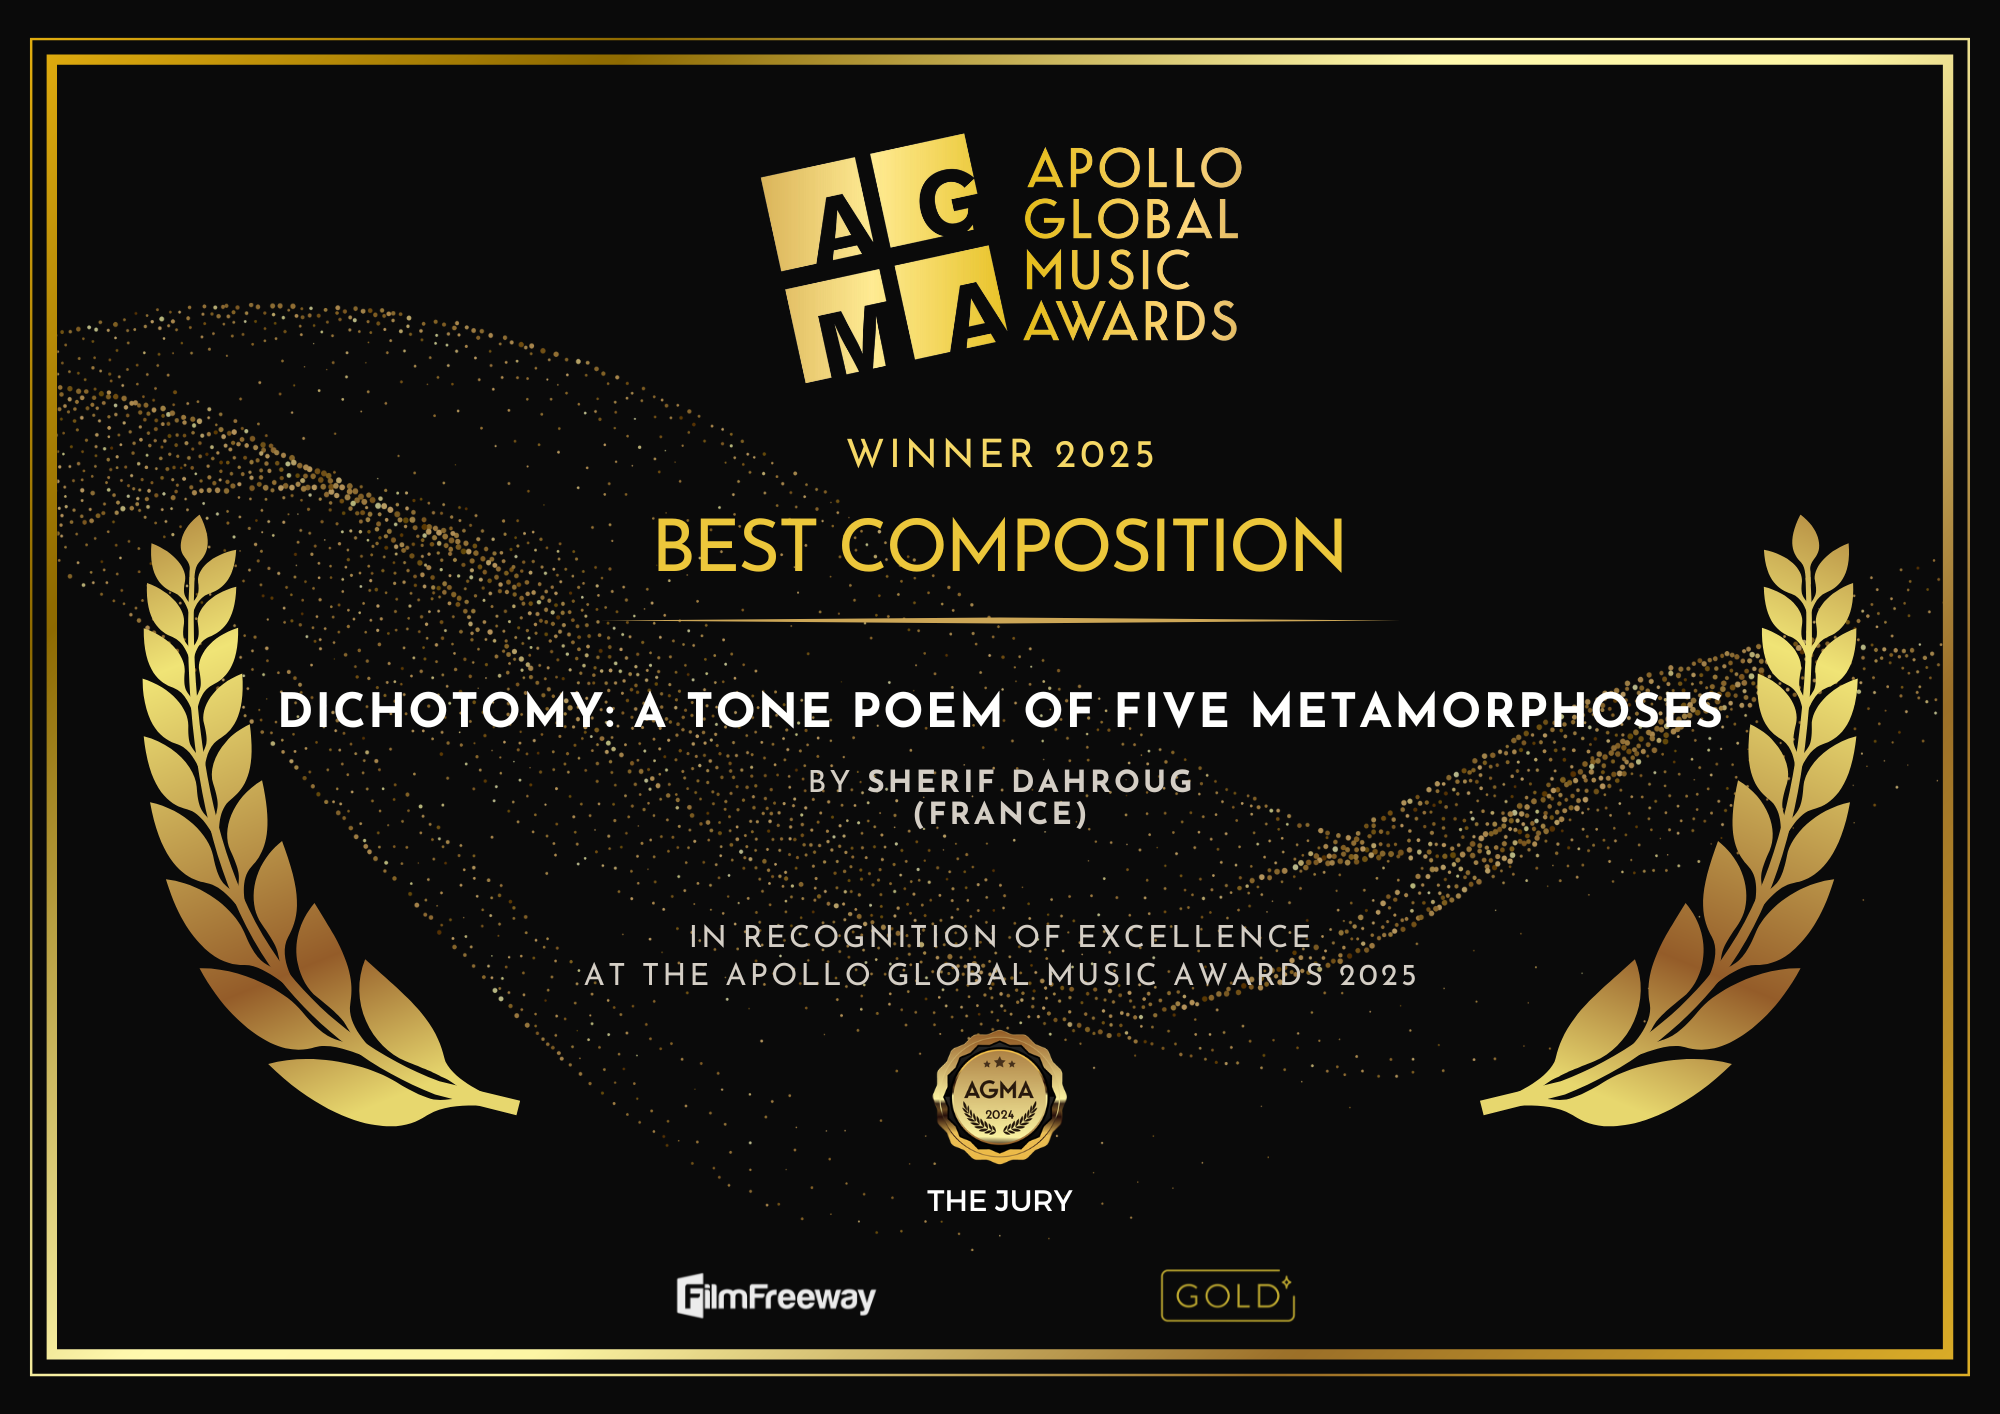 AG
MA
APOLLO
GLOBAL
MUSIC
AWARDS
WINNER 2025
BEST COMPOSITION
DICHOTOMY: A TONE POEM OF FIVE METAMORPHOSES
BY SHERIF DAHROUG
(FRANCE)
IN RECOGNITION OF EXCELLENCE
AT THE APOLLO GLOBAL MUSIC AWARDS 2025
AGMA
2024
THE JURY
FilmFreeway
GOLD